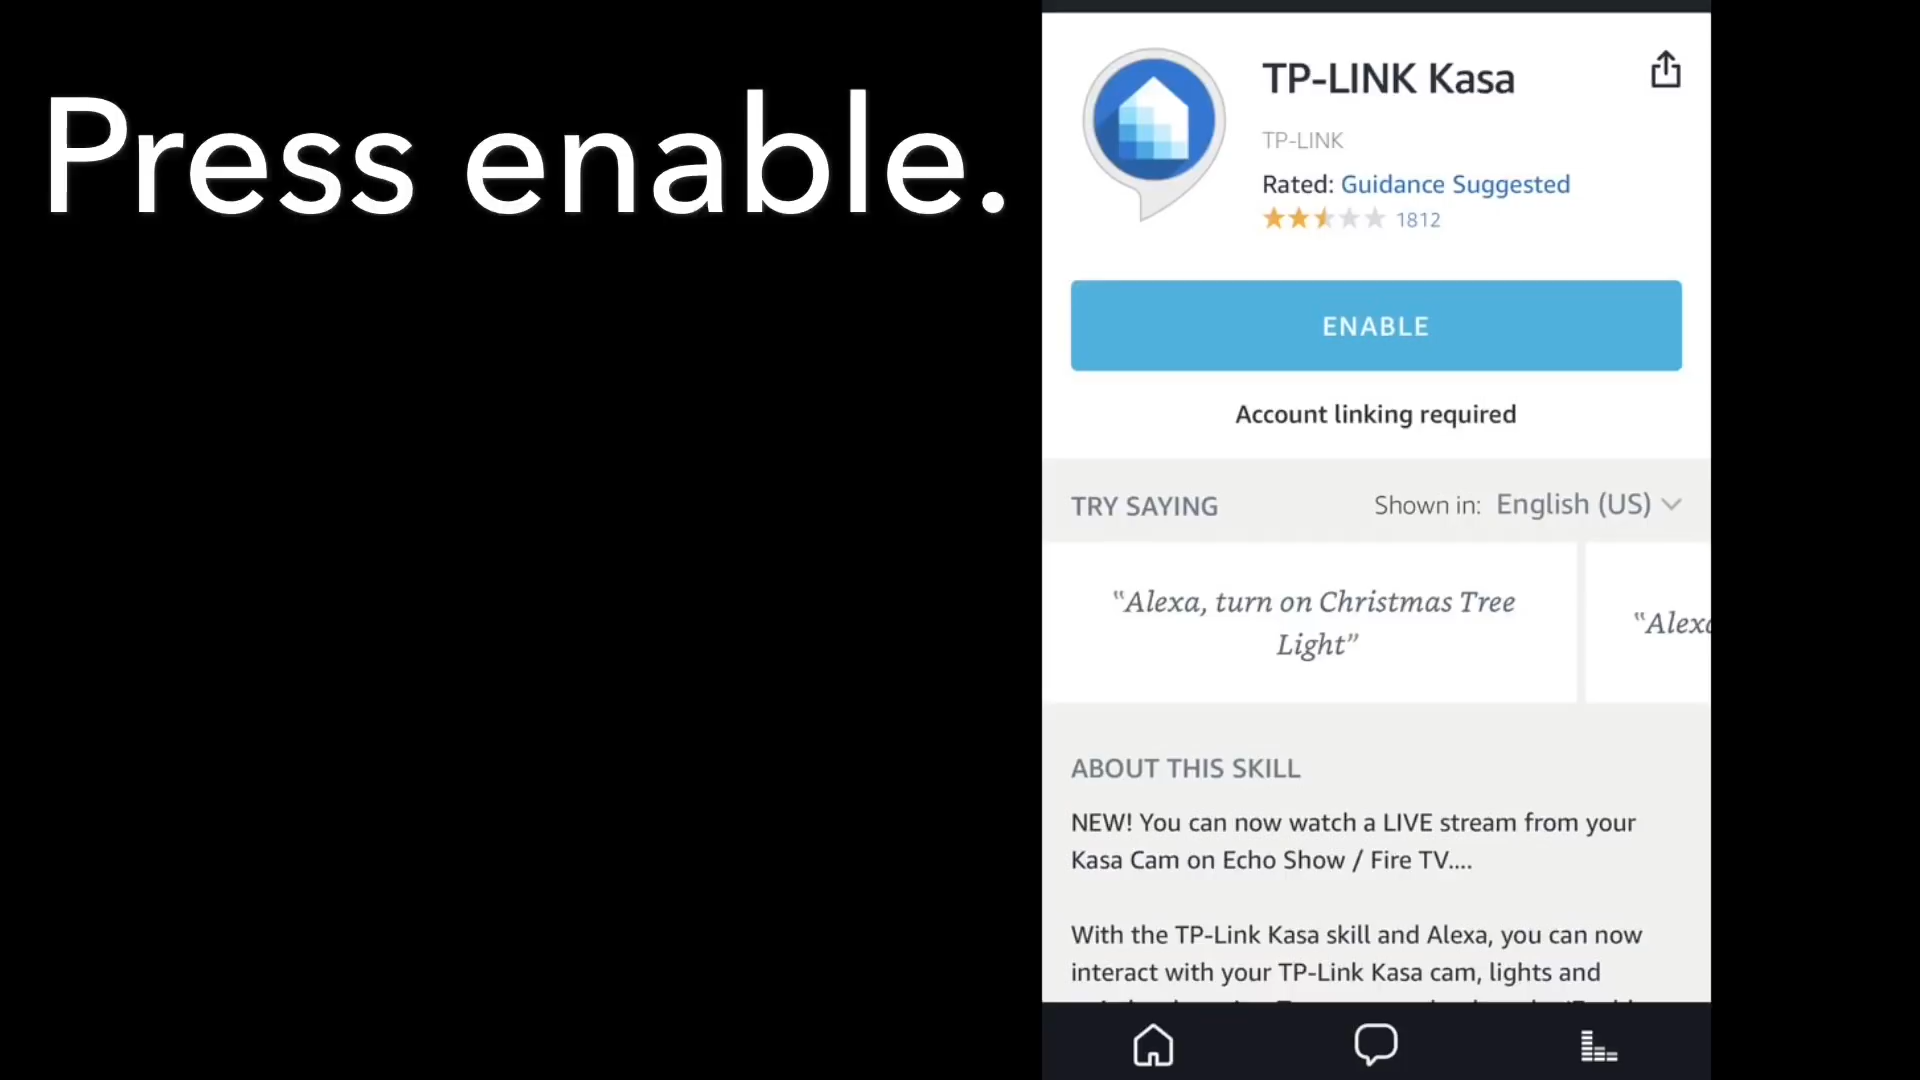 Press enable.
TP-LINK Kasa
TP-LINK
Rated: Guidance Suggested
1812
ENABLE
Account linking required
TRY SAYING
Shown in: English (US)
"Alexa, turn on Christmas Tree
Light"
"Alexa
ABOUT THIS SKILL
NEW! You can now watch a LIVE stream from your
Kasa Cam on Echo Show / Fire TV....
With the TP-Link Kasa skill and Alexa, you can now
interact with your TP-Link Kasa cam, lights and